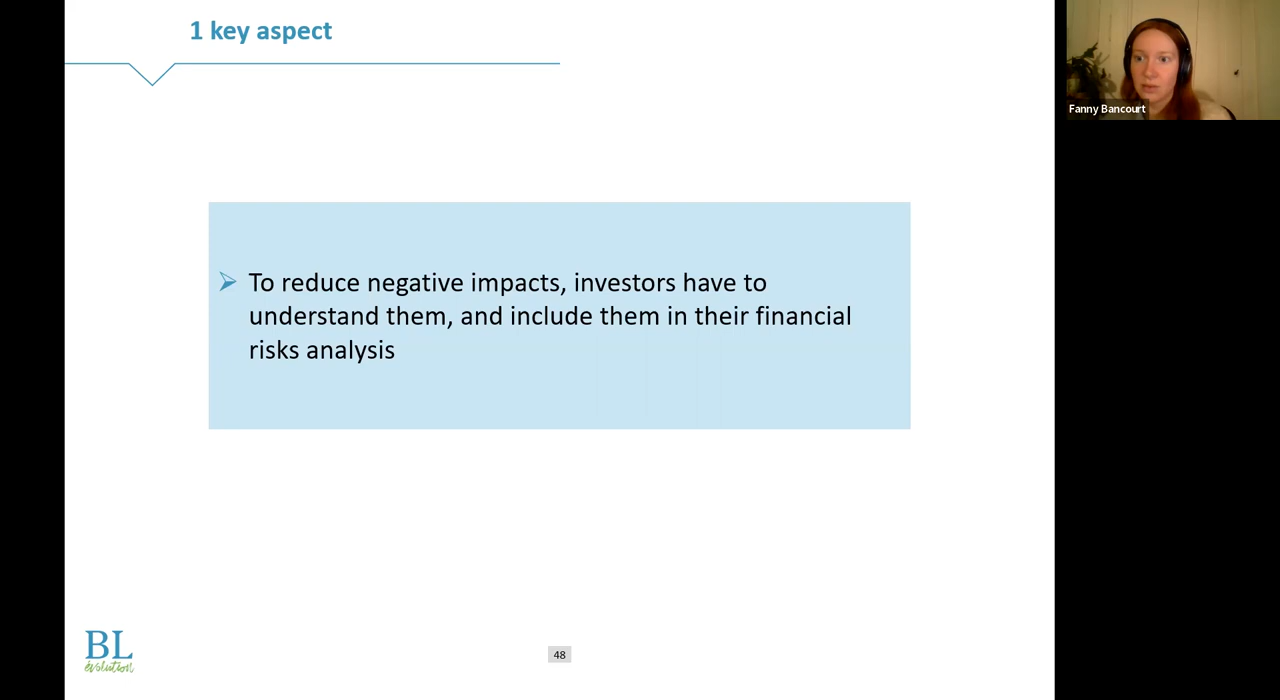 1 key aspect
Fanny Bancourt
To reduce negative impacts, investors have to
understand them, and include them in their financial
risks analysis
BL
évolution
48